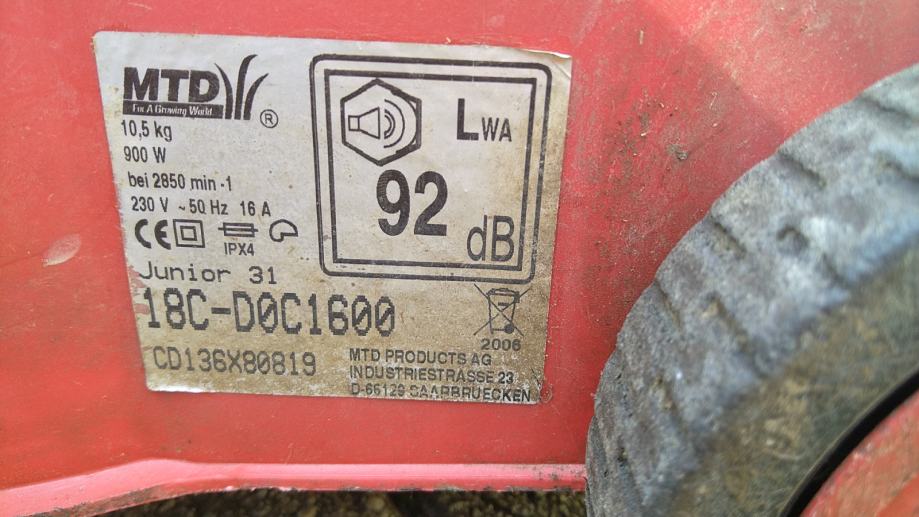 MTD
For A Growing World.
®
10,5 kg
900 W
bei 2850 min-1
230 V ~50 Hz 16 A
CE
IPX4
LWA
92
dB
Junior 31
18C-D0C1600
CD136X80819
2006
MTD PRODUCTS AG
INDUSTRIESTRASSE 23
D-66129 SAARBRUECKEN